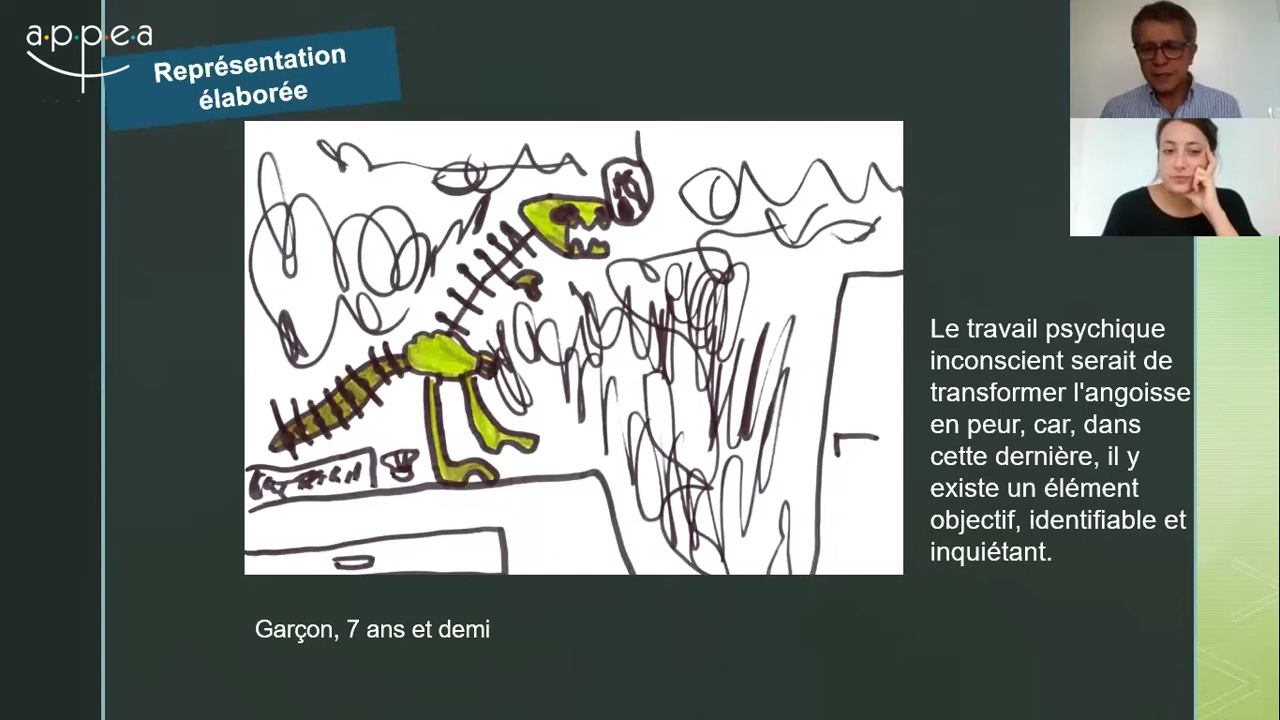 a·p·p·e·a
Représentation
élaborée
Le travail psychique
inconscient serait de
transformer l'angoisse
en peur, car, dans
cette dernière, il y
existe un élément
objectif, identifiable et
inquiétant.
Garçon, 7 ans et demi